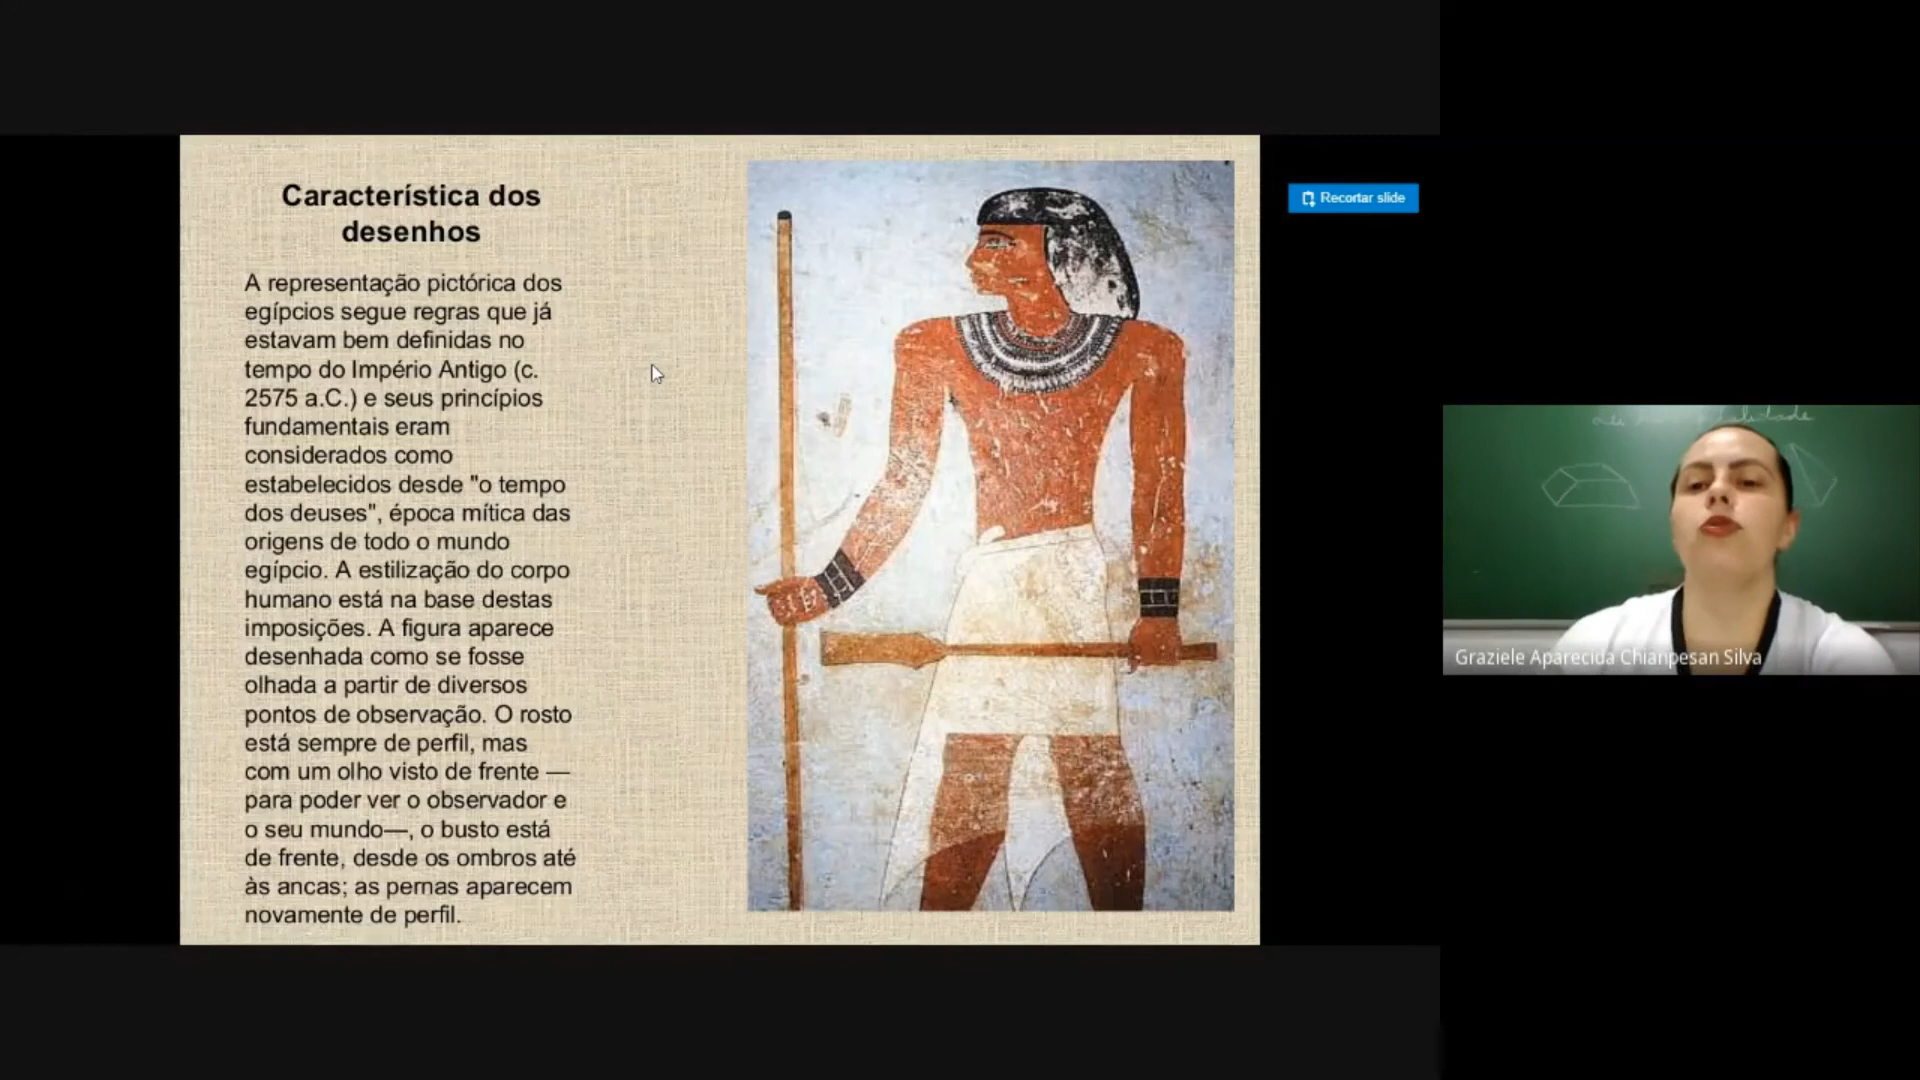 Característica dos
desenhos
A representação pictórica dos
egípcios segue regras que já
estavam bem definidas no
tempo do Império Antigo (c.
2575 a.C.) e seus princípios
fundamentais eram
considerados como
estabelecidos desde "o tempo
dos deuses", época mítica das
origens de todo o mundo
egípcio. A estilização do corpo
humano está na base destas
imposições. A figura aparece
desenhada como se fosse
olhada a partir de diversos
pontos de observação. O rosto
está sempre de perfil, mas
com um olho visto de frente —
para poder ver o observador e
o seu mundo—, o busto está
de frente, desde os ombros até
às ancas; as pernas aparecem
novamente de perfil.
Recortar slide
Graziele Aparecida Chianpesan Silva